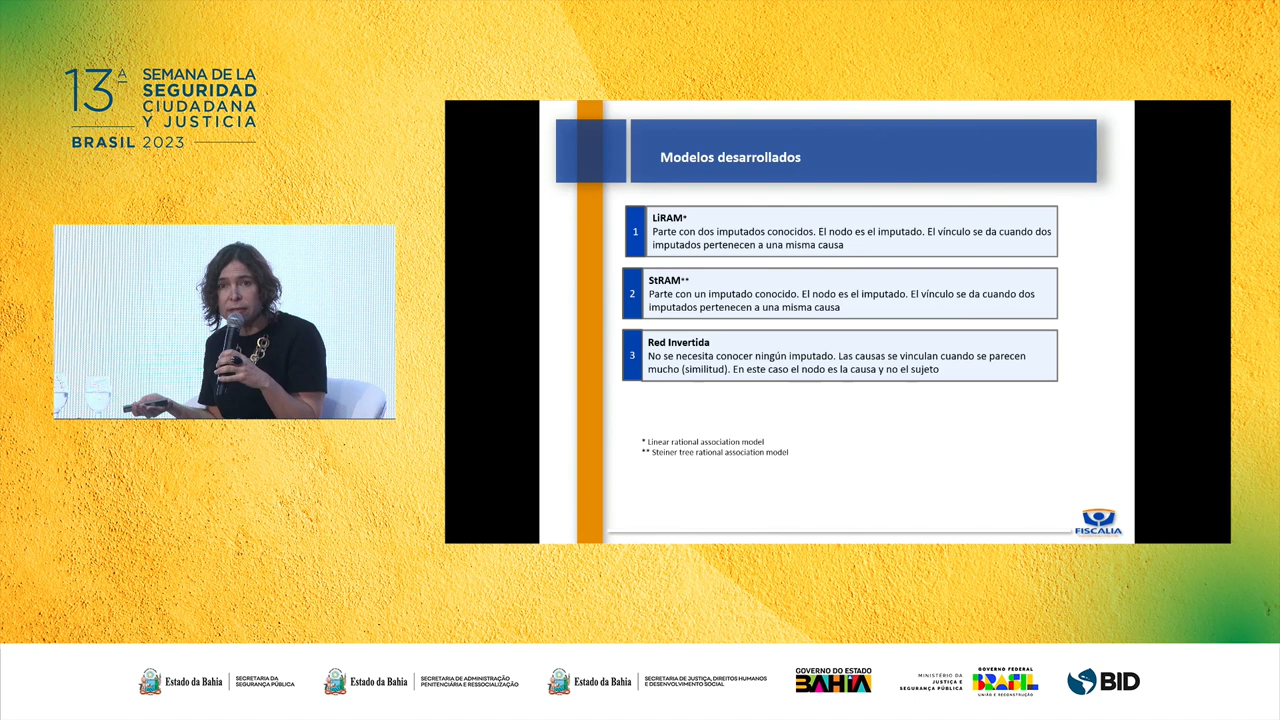 13ª
SEMANA DE LA
SEGURIDAD
CIUDADANA
Y JUSTICIA
BRASIL 2023
Modelos desarrollados
1
LiRAM*
Parte con dos imputados conocidos. El nodo es el imputado. El vínculo se da cuando dos
imputados pertenecen a una misma causa
2
StRAM**
Parte con un imputado conocido. El nodo es el imputado. El vínculo se da cuando dos
imputados pertenecen a una misma causa
3
Red Invertida
No se necesita conocer ningún imputado. Las causas se vinculan cuando se parecen
mucho (similitud). En este caso el nodo es la causa y no el sujeto
* Linear rational association model
** Steiner tree rational association model
FISCALIA
Estado da Bahia
SECRETARIA DA
SEGURANÇA PÚBLICA
Estado da Bahia
SECRETARIA DE ADMINISTRAÇÃO
PENITENCIÁRIA E RESSOCIALIZAÇÃO
Estado da Bahia
SECRETARIA DE JUSTIÇA, DIREITOS HUMANOS
E DESENVOLVIMENTO SOCIAL
GOVERNO DO ESTADO
BAHIA
MINISTÉRIO DA
JUSTIÇA E
SEGURANÇA PÚBLICA
GOVERNO FEDERAL
BRASIL
UNIÃO E RECONSTRUÇÃO
BID